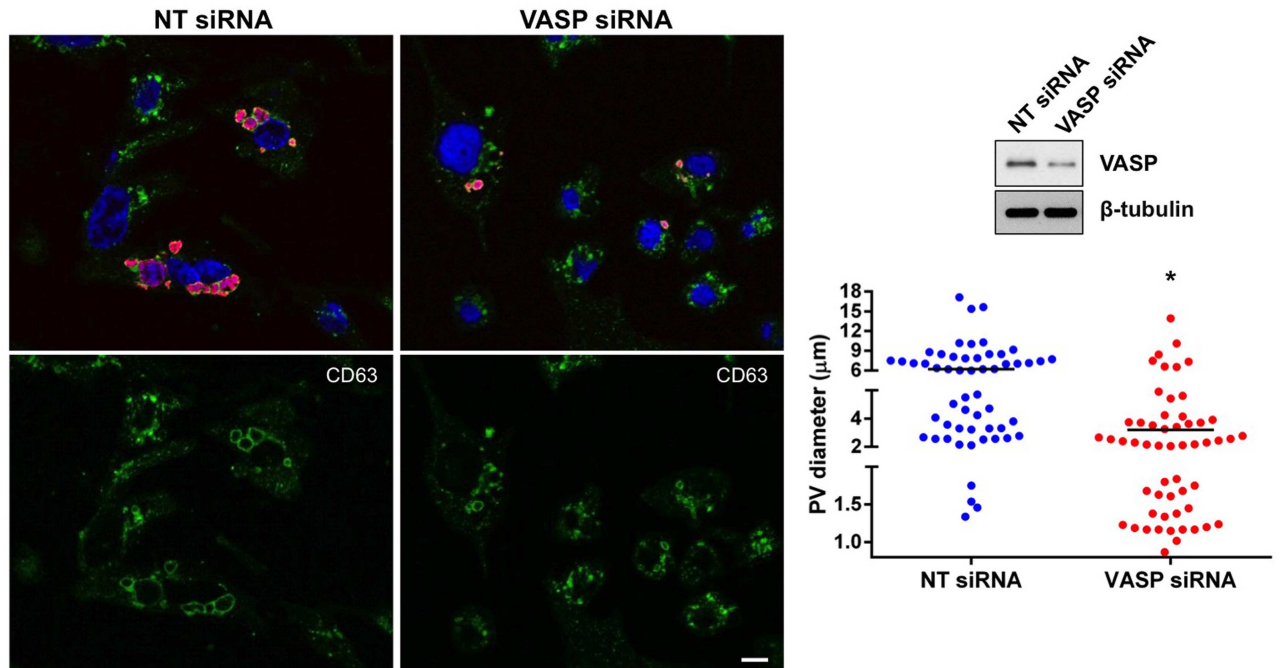 NT siRNA
VASP siRNA
CD63
CD63
NT siRNA
VASP siRNA
VASP
β-tubulin
*
PV diameter (μm)
18
15
12
9
6
4
2
1.5
1.0
NT siRNA
VASP siRNA